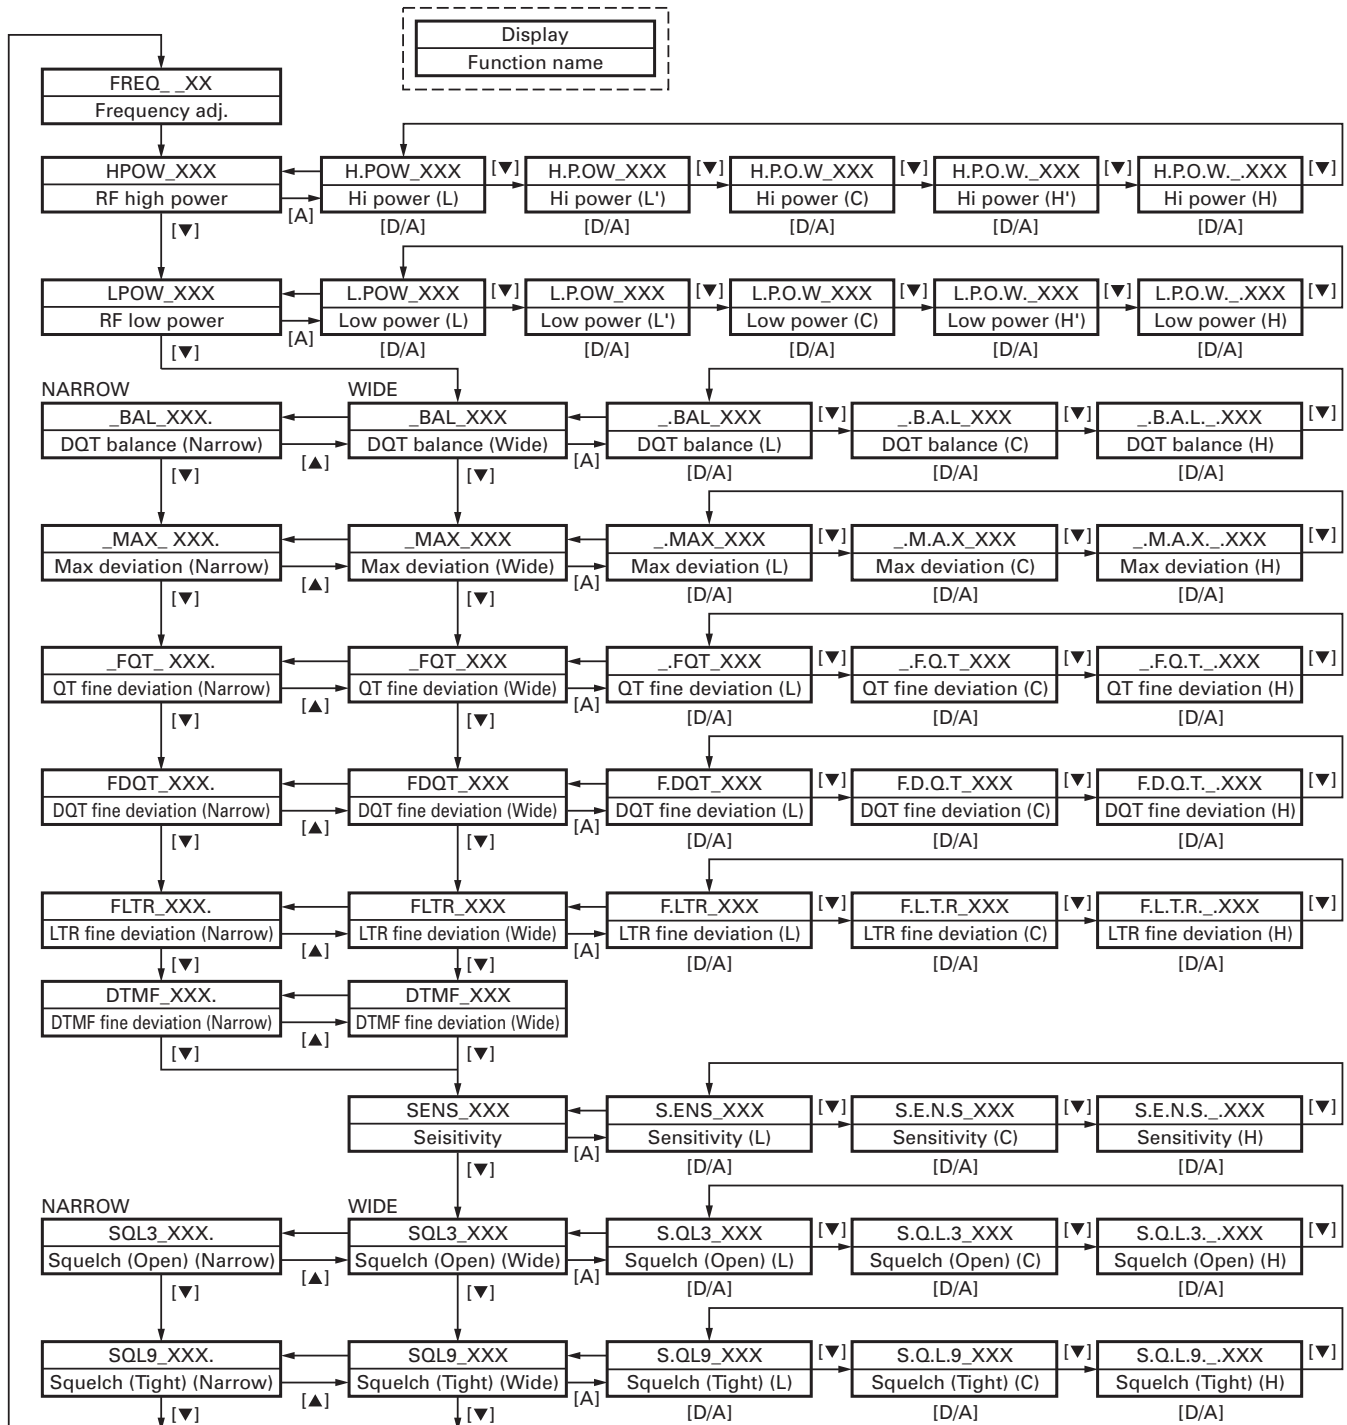 Display
Function name
FREQ_ _XX
Frequency adj.
HPOW_XXX H.POW_XXX [▼] H.P.OW_XXX [▼] H.P.O.W_XXX [▼] H.P.O.W._XXX [▼] H.P.O.W._.XXX [▼]
RF high power [A] Hi power (L) Hi power (L') Hi power (C) Hi power (H') Hi power (H)
[▼] [D/A] [D/A] [D/A] [D/A] [D/A]
LPOW_XXX L.POW_XXX [▼] L.P.OW_XXX [▼] L.P.O.W_XXX [▼] L.P.O.W._XXX [▼] L.P.O.W._.XXX [▼]
RF low power [A] Low power (L) Low power (L') Low power (C) Low power (H') Low power (H)
[▼] [D/A] [D/A] [D/A] [D/A] [D/A]
NARROW WIDE
_BAL_XXX. _BAL_XXX _.BAL_XXX [▼] _.B.A.L_XXX [▼] _.B.A.L._.XXX [▼]
DQT balance (Narrow) [▲] DQT balance (Wide) [A] DQT balance (L) DQT balance (C) DQT balance (H)
[▼] [▼] [D/A] [D/A] [D/A]
_MAX_ XXX. _MAX_XXX _.MAX_XXX [▼] _.M.A.X_XXX [▼] _.M.A.X._.XXX [▼]
Max deviation (Narrow) [▲] Max deviation (Wide) [A] Max deviation (L) Max deviation (C) Max deviation (H)
[▼] [▼] [D/A] [D/A] [D/A]
_FQT_ XXX. _FQT_XXX _.FQT_XXX [▼] _.F.Q.T_XXX [▼] _.F.Q.T._.XXX [▼]
QT fine deviation (Narrow) [▲] QT fine deviation (Wide) [A] QT fine deviation (L) QT fine deviation (C) QT fine deviation (H)
[▼] [▼] [D/A] [D/A] [D/A]
FDQT_XXX. FDQT_XXX F.DQT_XXX [▼] F.D.Q.T_XXX [▼] F.D.Q.T._.XXX [▼]
DQT fine deviation (Narrow) [▲] DQT fine deviation (Wide) [A] DQT fine deviation (L) DQT fine deviation (C) DQT fine deviation (H)
[▼] [▼] [D/A] [D/A] [D/A]
FLTR_XXX. FLTR_XXX F.LTR_XXX [▼] F.L.T.R_XXX [▼] F.L.T.R._.XXX [▼]
LTR fine deviation (Narrow) [▲] LTR fine deviation (Wide) [A] LTR fine deviation (L) LTR fine deviation (C) LTR fine deviation (H)
[▼] [▼] [D/A] [D/A] [D/A]
DTMF_XXX. DTMF_XXX
DTMF fine deviation (Narrow) [▲] DTMF fine deviation (Wide)
[▼] [▼]
SENS_XXX S.ENS_XXX [▼] S.E.N.S_XXX [▼] S.E.N.S._.XXX [▼]
Seisitivity [A] Sensitivity (L) Sensitivity (C) Sensitivity (H)
[▼] [D/A] [D/A] [D/A]
NARROW WIDE
SQL3_XXX. SQL3_XXX S.QL3_XXX [▼] S.Q.L.3_XXX [▼] S.Q.L.3._.XXX [▼]
Squelch (Open) (Narrow) [▲] Squelch (Open) (Wide) [A] Squelch (Open) (L) Squelch (Open) (C) Squelch (Open) (H)
[▼] [▼] [D/A] [D/A] [D/A]
SQL9_XXX. SQL9_XXX S.QL9_XXX [▼] S.Q.L.9_XXX [▼] S.Q.L.9._.XXX [▼]
Squelch (Tight) (Narrow) [▲] Squelch (Tight) (Wide) [A] Squelch (Tight) (L) Squelch (Tight) (C) Squelch (Tight) (H)
[▼] [▼] [D/A] [D/A] [D/A]